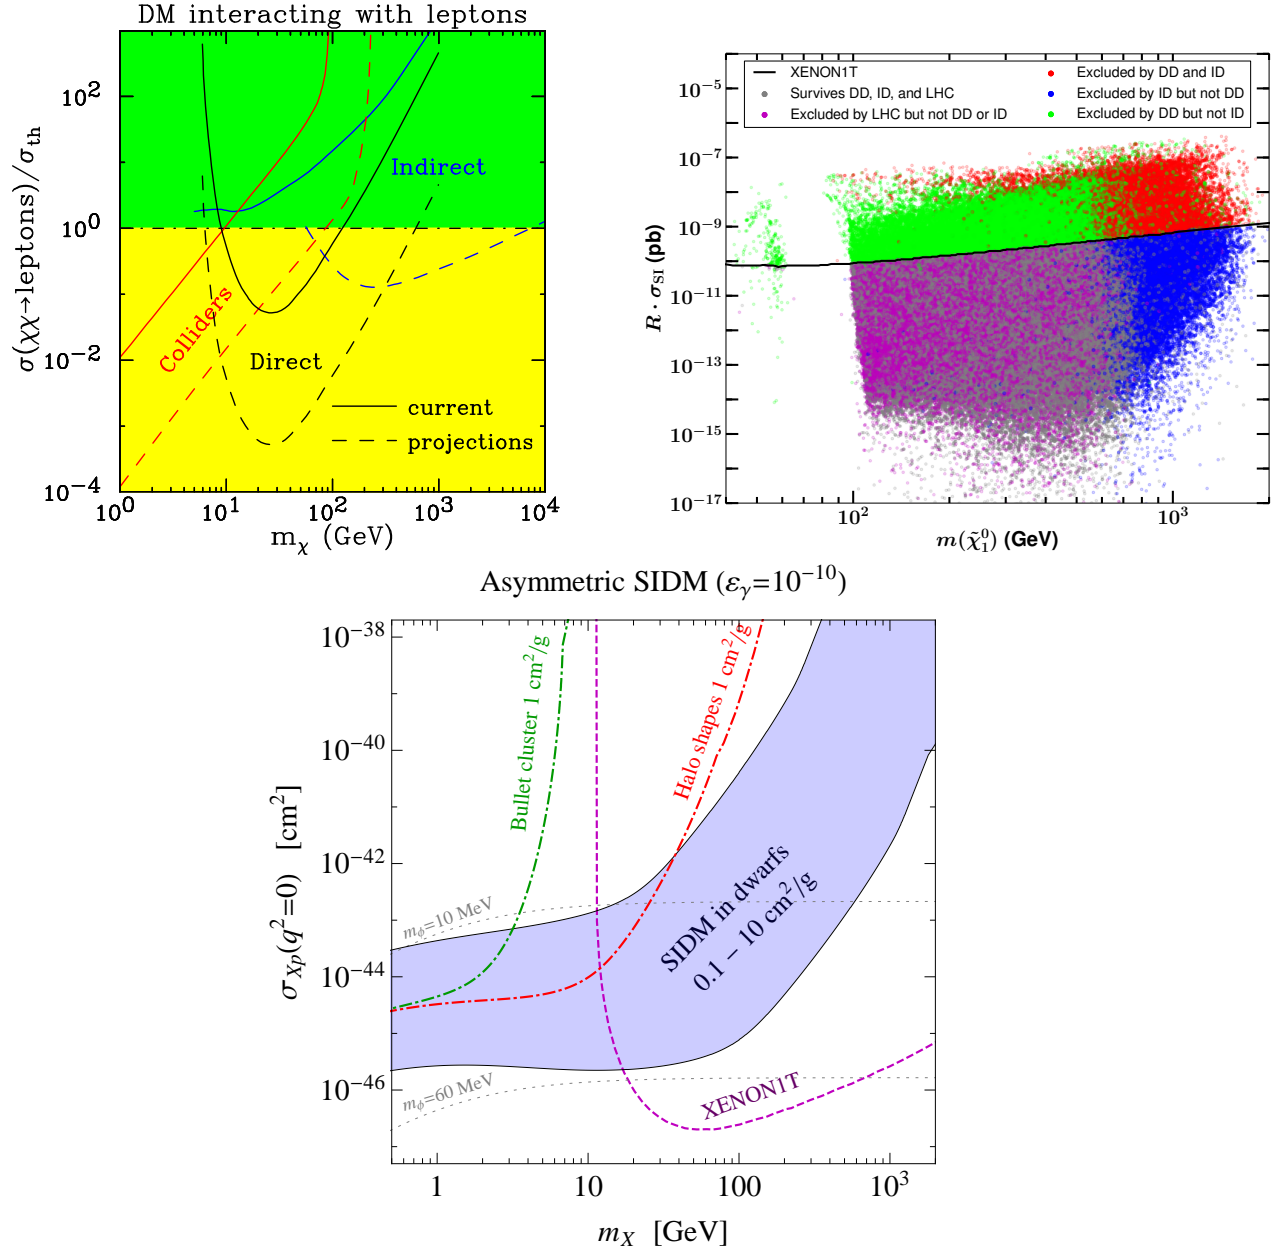 DM interacting with leptons
σ(χχ→leptons)/σ_th
10^2
10^0
10^−2
10^−4
Indirect
Colliders
Direct
current
projections
10^0 10^1 10^2 10^3 10^4
m_χ (GeV)
XENON1T
Survives DD, ID, and LHC
Excluded by LHC but not DD or ID
Excluded by DD and ID
Excluded by ID but not DD
Excluded by DD but not ID
R · σ_SI (pb)
10^−5
10^−7
10^−9
10^−11
10^−13
10^−15
10^−17
10^2 10^3
m(χ̃_1^0) (GeV)
Asymmetric SIDM (ε_γ=10^−10)
σ_Xp(q^2=0) [cm^2]
10^−38
10^−40
10^−42
10^−44
10^−46
Bullet cluster 1 cm^2/g
Halo shapes 1 cm^2/g
m_ϕ=10 MeV
SIDM in dwarfs
0.1 − 10 cm^2/g
m_ϕ=60 MeV
XENON1T
1 10 100 10^3
m_X [GeV]